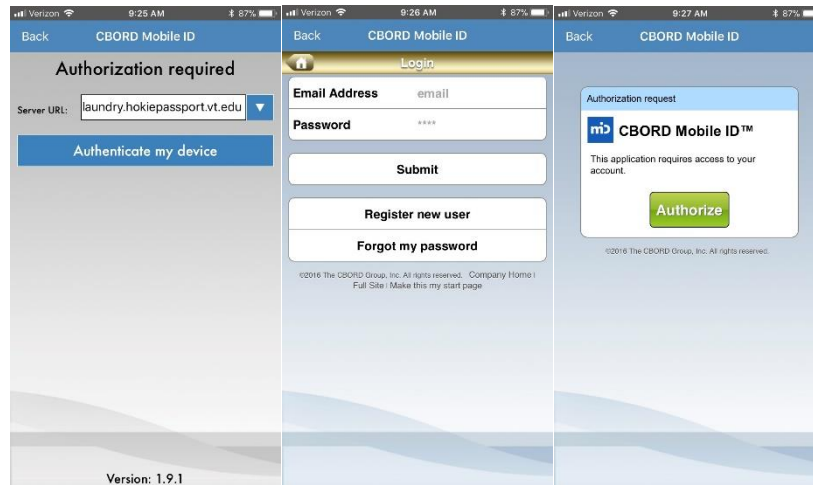 Verizon 9:25 AM 87%
Back CBORD Mobile ID
Authorization required
Server URL: laundry.hokiepassport.vt.edu
Authenticate my device
Version: 1.9.1
Verizon 9:26 AM 87%
Back CBORD Mobile ID
Login
Email Address email
Password ****
Submit
Register new user
Forgot my password
©2016 The CBORD Group, Inc. All rights reserved. Company Home |
Full Site | Make this my start page
Verizon 9:27 AM 87%
Back CBORD Mobile ID
Authorization request
mb CBORD Mobile ID™
This application requires access to your
account.
Authorize
©2016 The CBORD Group, Inc. All rights reserved.